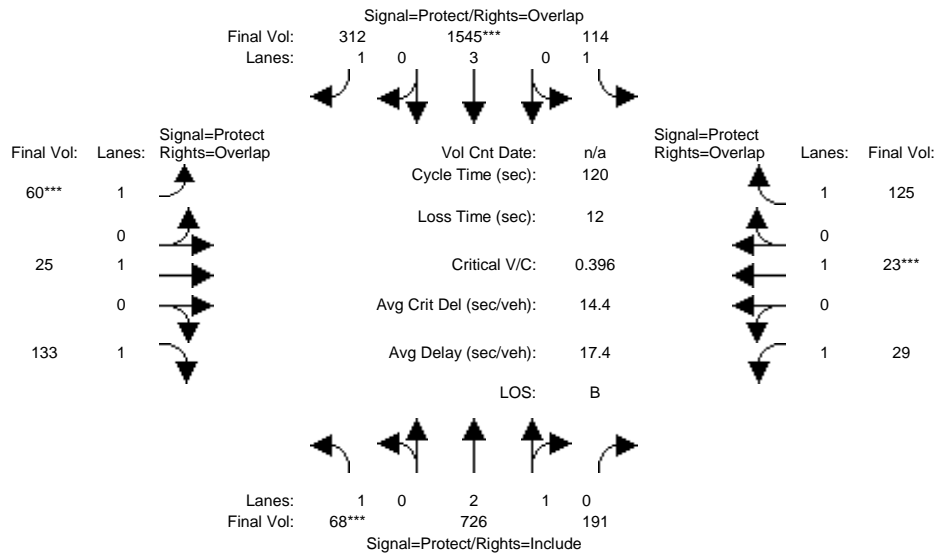 Signal=Protect/Rights=Overlap
Final Vol: 312 1545*** 114
Lanes: 1 0 3 0 1
Signal=Protect Signal=Protect
Final Vol: Lanes: Rights=Overlap Vol Cnt Date: n/a Rights=Overlap Lanes: Final Vol:
Cycle Time (sec): 120
60*** 1 1 125
Loss Time (sec): 12
0 0
25 1 Critical V/C: 0.396 1 23***
0 Avg Crit Del (sec/veh): 14.4 0
133 1 Avg Delay (sec/veh): 17.4 1 29
LOS: B
Lanes: 1 0 2 1 0
Final Vol: 68*** 726 191
Signal=Protect/Rights=Include